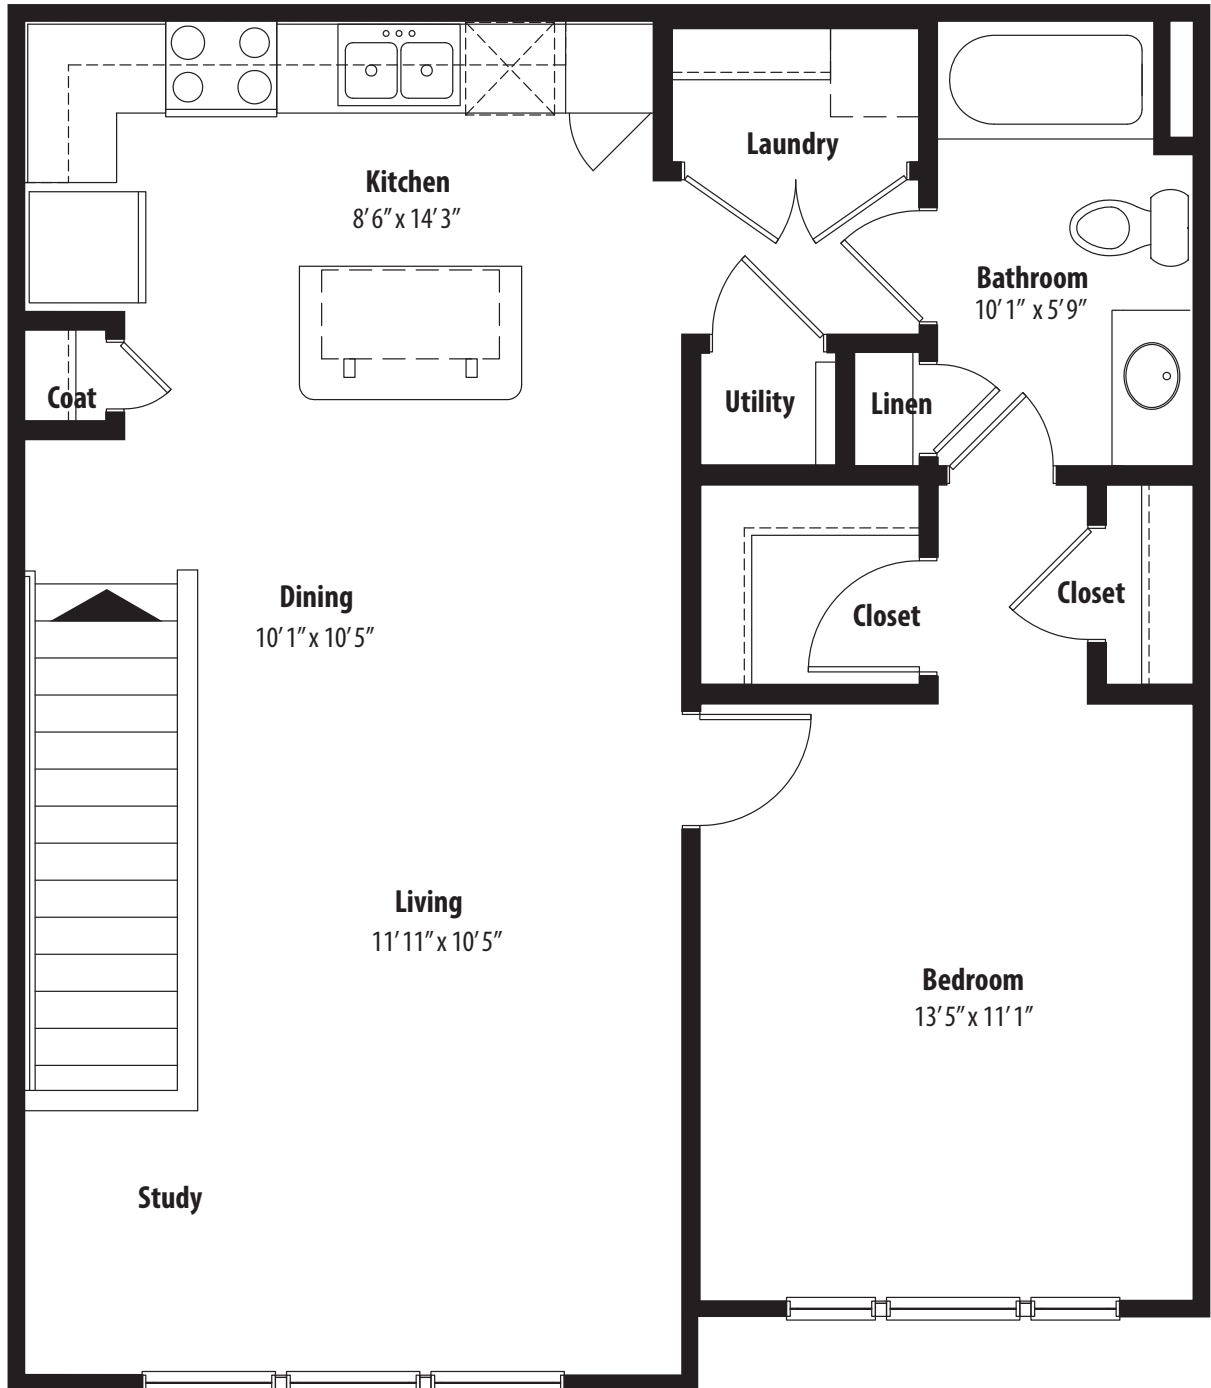 Laundry
Kitchen
8'6" x 14'3"
Bathroom
10'1" x 5'9"
Coat
Utility
Linen
Dining
10'1" x 10'5"
Closet
Closet
Living
11'11" x 10'5"
Bedroom
13'5" x 11'1"
Study